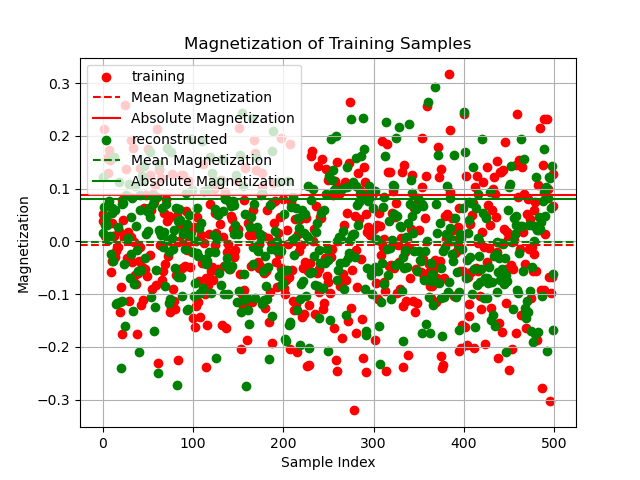 Magnetization of Training Samples
training
Mean Magnetization
Absolute Magnetization
reconstructed
Mean Magnetization
Absolute Magnetization
Magnetization
0.3
0.2
0.1
0.0
−0.1
−0.2
−0.3
0 100 200 300 400 500
Sample Index